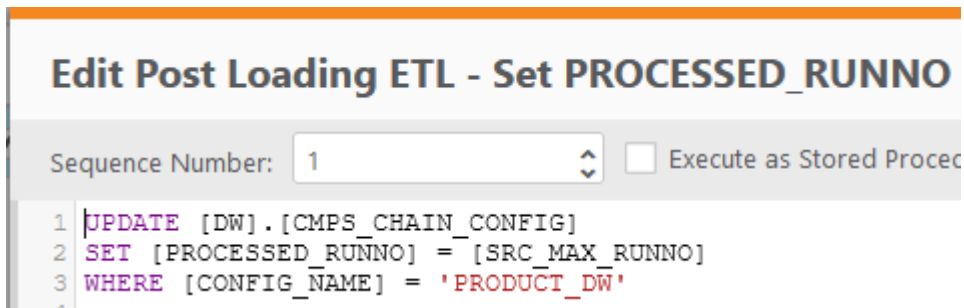 Edit Post Loading ETL - Set PROCESSED_RUNNO
Sequence Number: 1 Execute as Stored Proced
1 UPDATE [DW].[CMPS_CHAIN_CONFIG]
2 SET [PROCESSED_RUNNO] = [SRC_MAX_RUNNO]
3 WHERE [CONFIG_NAME] = 'PRODUCT_DW'